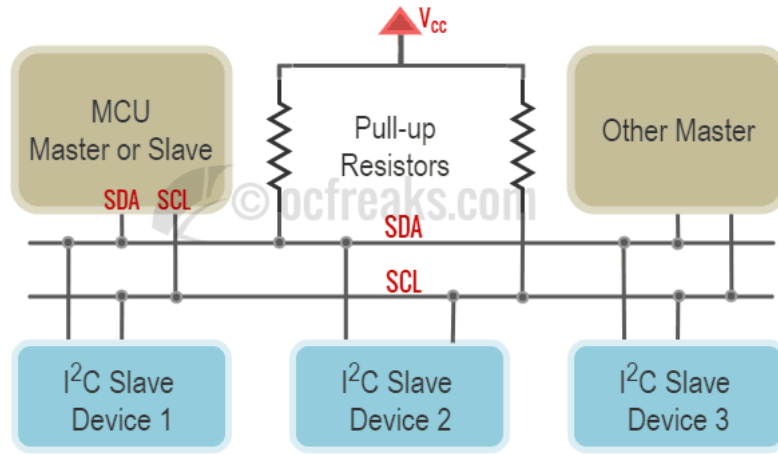 Vcc
MCU
Master or Slave
SDA SCL
Pull-up
Resistors
Other Master
© ocfreaks.com
SDA
SCL
I²C Slave
Device 1
I²C Slave
Device 2
I²C Slave
Device 3